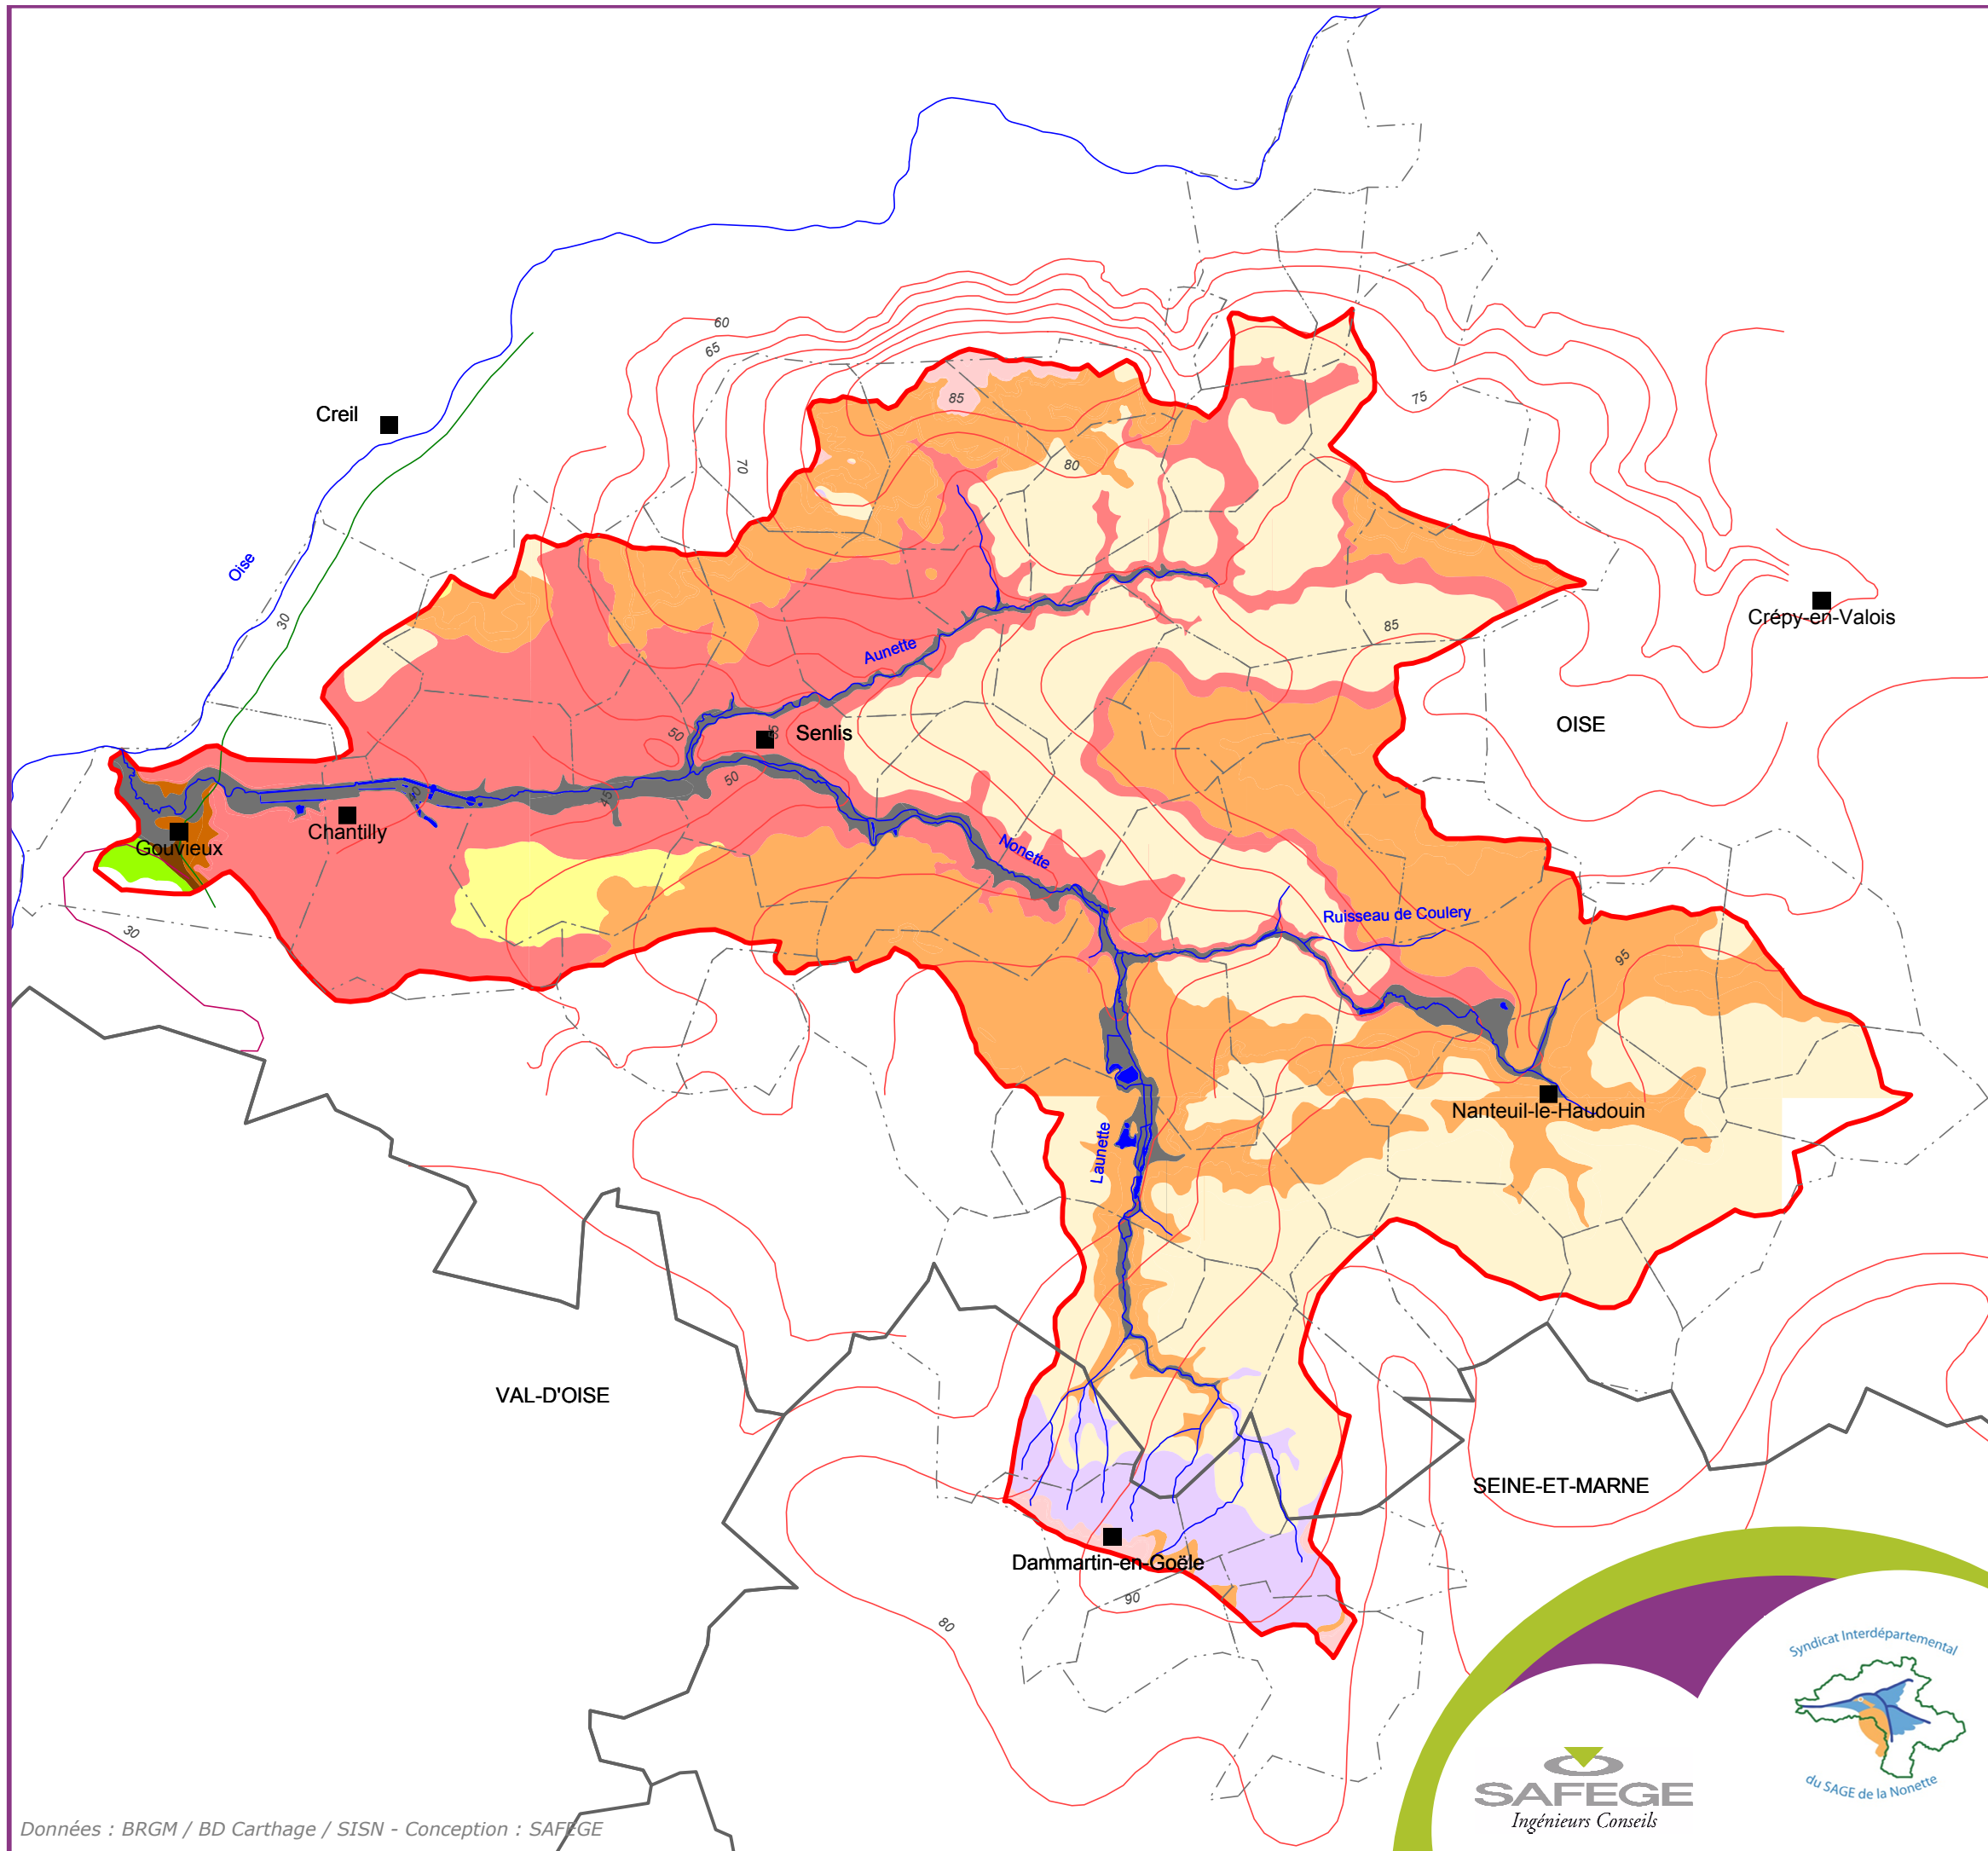 60
65
85
75
Creil
70
80
Oise
30
Crépy-en-Valois
85
Aunette
OISE
50
Senlis
55
50
40
45
Chantilly
Gouvieux
Nonette
Ruisseau de Coulery
30
95
Nanteuil-le-Haudouin
Launette
VAL-D'OISE
SEINE-ET-MARNE
Dammartin-en-Goële
90
80
Syndicat Interdépartemental
du SAGE de la Nonette
SAFEGE
Ingénieurs Conseils
Données : BRGM / BD Carthage / SISN - Conception : SAFEGE